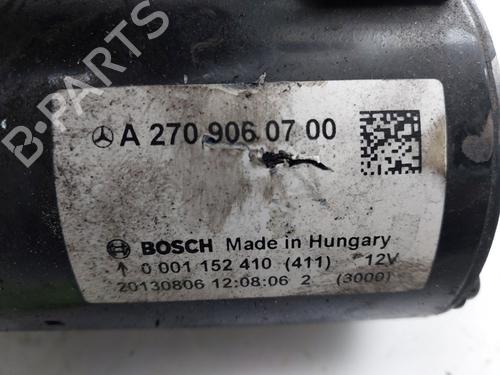 A 270 906 07 00
BOSCH Made in Hungary
↑ 0 001 152 410 (411) 12V
20130806 12:08:06 2 (3000)
B-PARTS